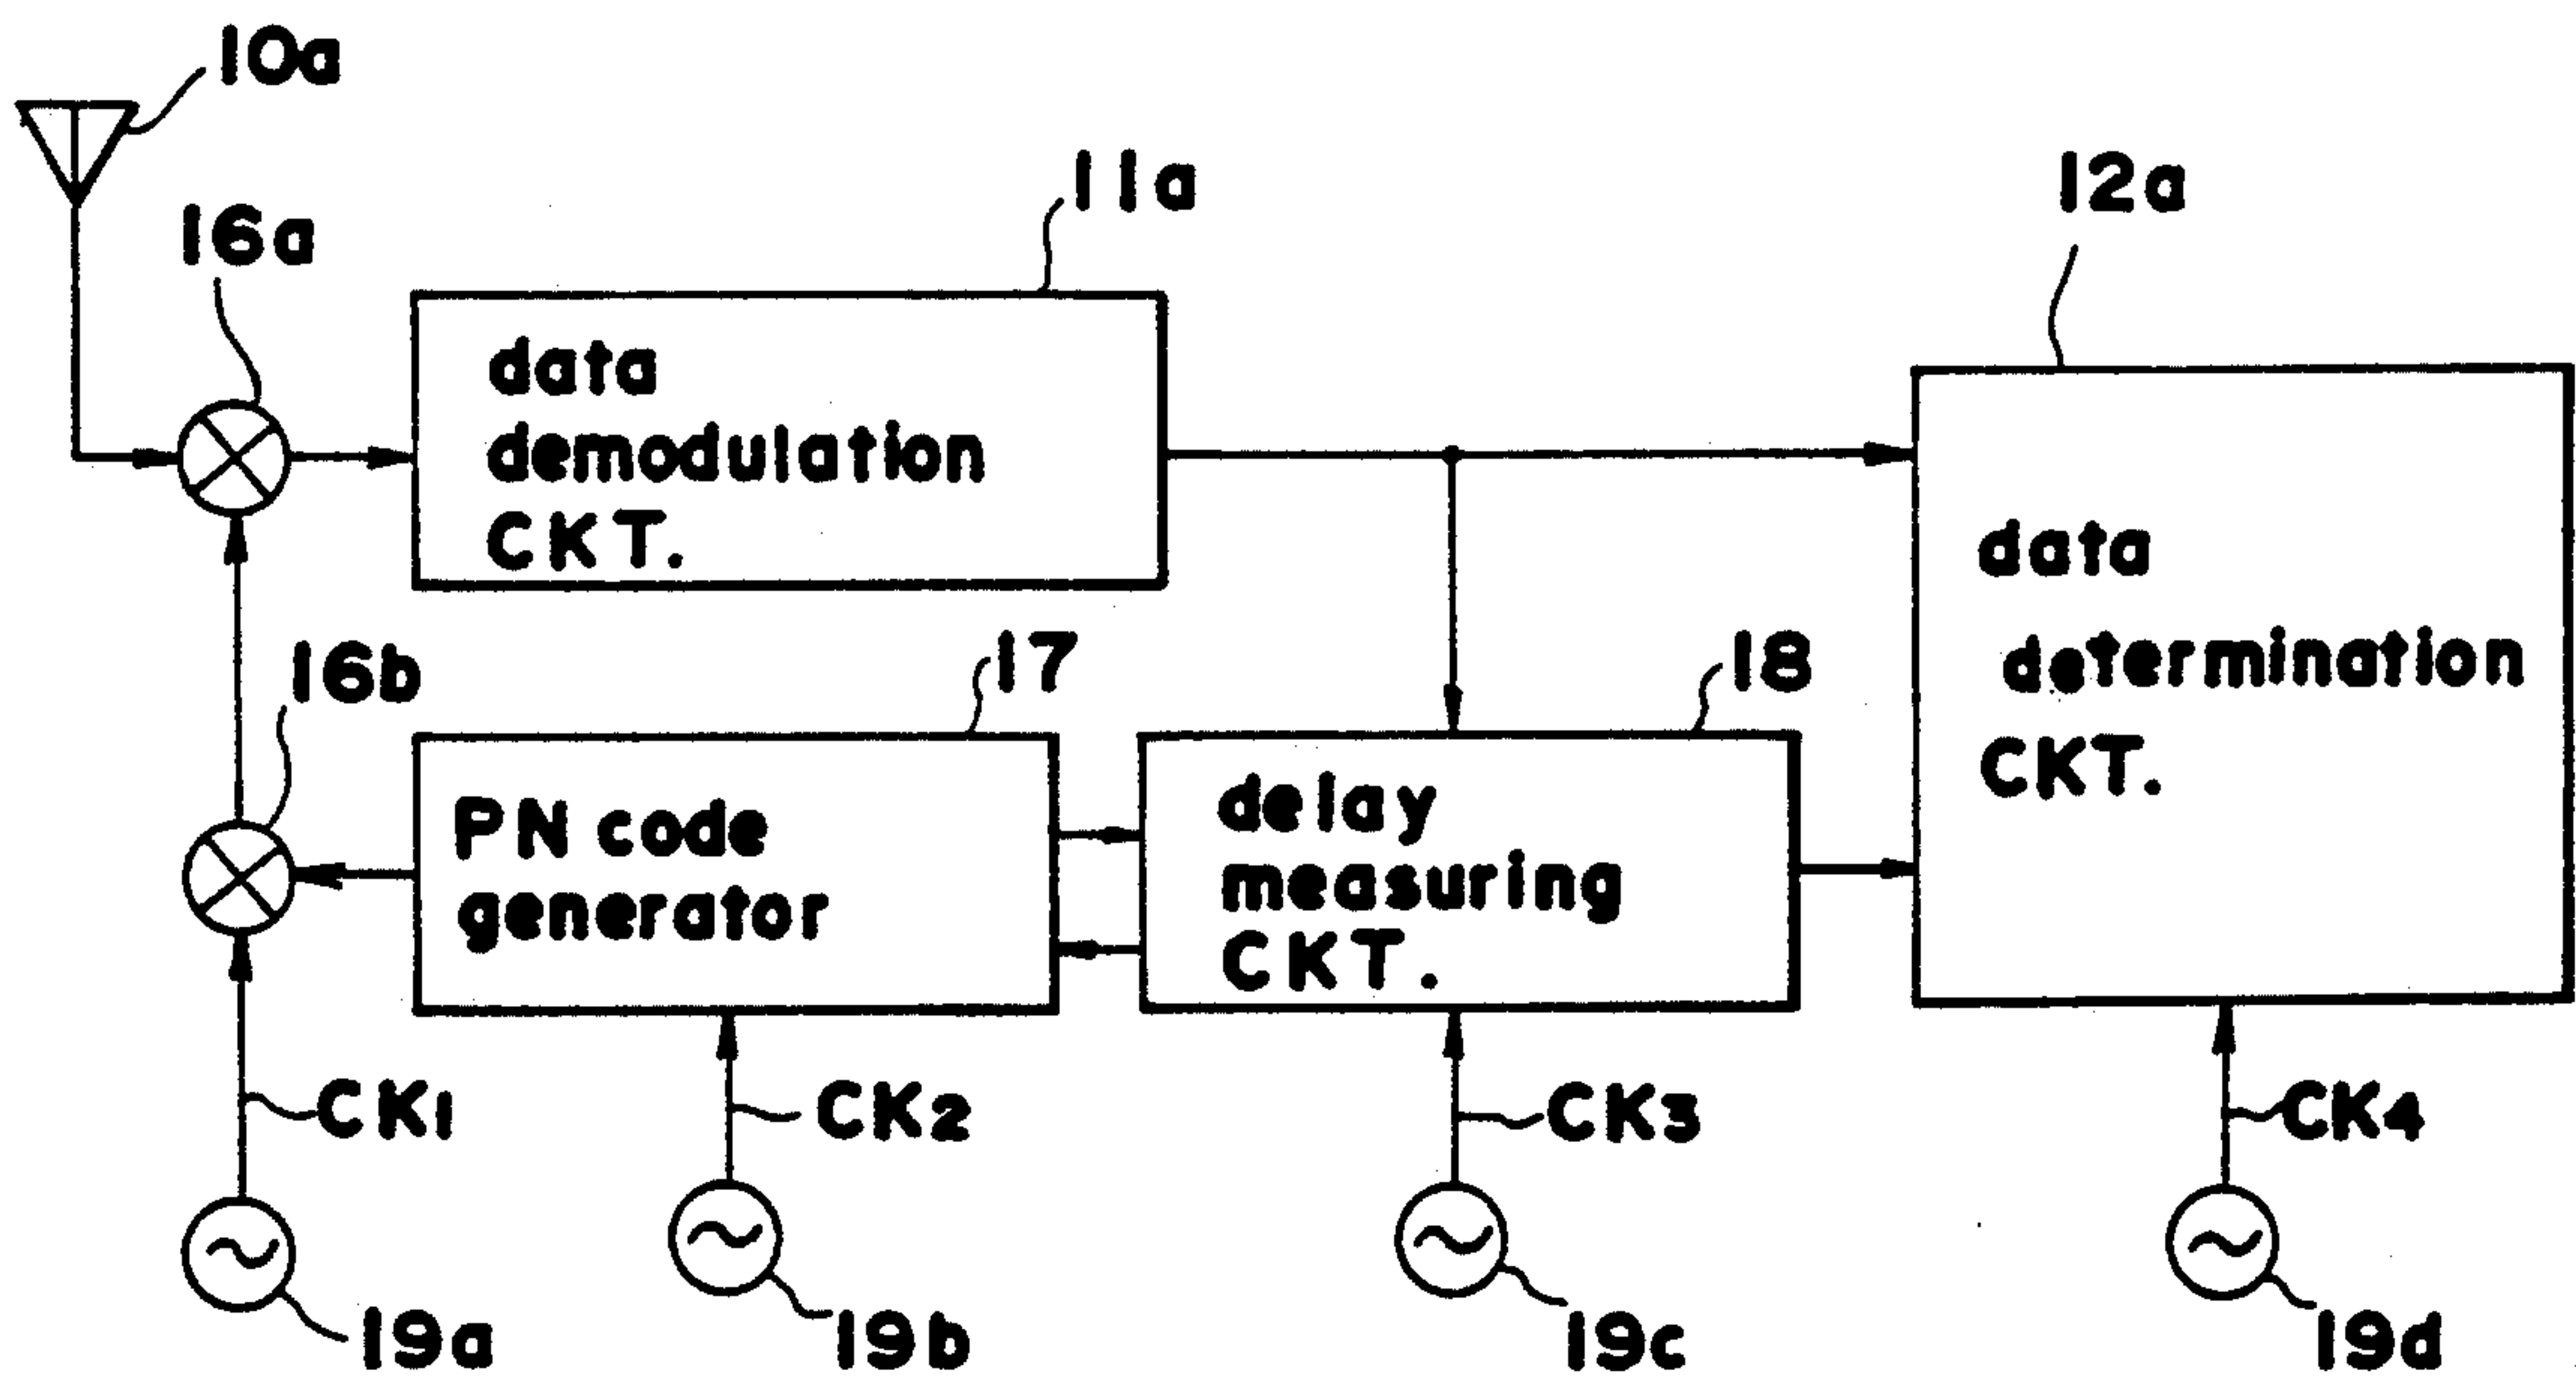 10a
16a
11a
12a
data
demodulation
CKT.
data
determination
CKT.
16b
17
18
PN code
generator
delay
measuring
CKT.
CK1
CK2
CK3
CK4
19a
19b
19c
19d